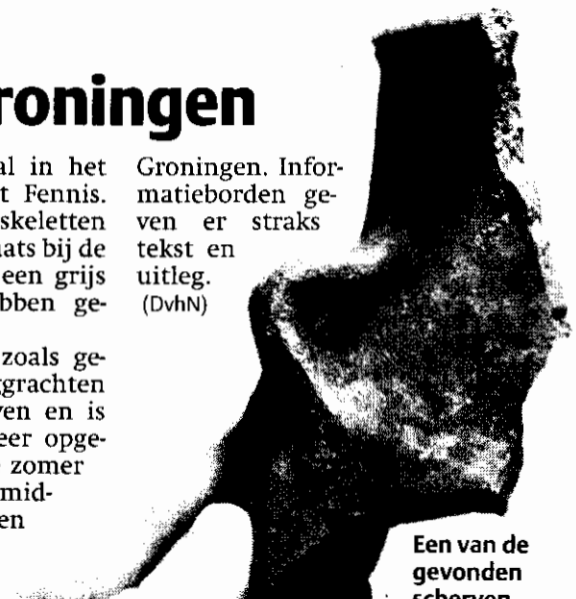 roningen
al in het
t Fennis.
skeletten
ats bij de
een grijs
bben ge-
zoals ge-
grachten
ven en is
eer opge-
zomer
mid-
en
Groningen. Infor-
matieborden ge-
ven er straks
tekst en
uitleg.
(DvhN)
Een van de
gevonden
scherven